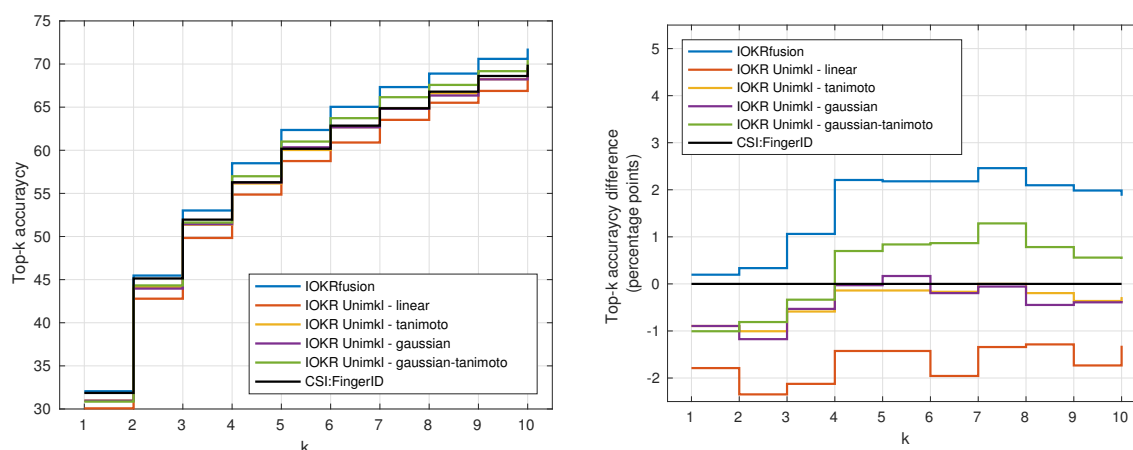 75
70
65
60
55
50
45
40
35
30
Top-k accuraycy
1 2 3 4 5 6 7 8 9 10
k
IOKRfusion
IOKR Unimkl - linear
IOKR Unimkl - tanimoto
IOKR Unimkl - gaussian
IOKR Unimkl - gaussian-tanimoto
CSI:FingerID
5
4
3
2
1
0
-1
-2
Top-k accuraycy difference
(percentage points)
1 2 3 4 5 6 7 8 9 10
k
IOKRfusion
IOKR Unimkl - linear
IOKR Unimkl - tanimoto
IOKR Unimkl - gaussian
IOKR Unimkl - gaussian-tanimoto
CSI:FingerID